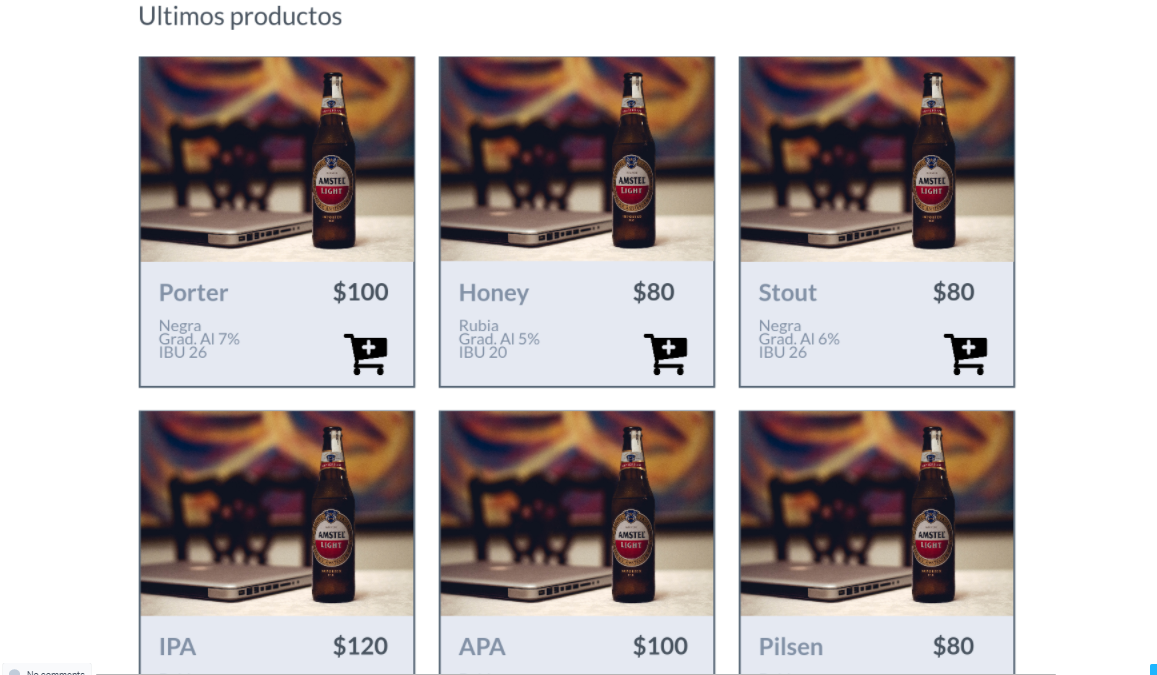 Ultimos productos
AMSTEL
LIGHT
AMSTEL
LIGHT
AMSTEL
LIGHT
Porter $100
Negra
Grad. Al 7%
IBU 26
Honey $80
Rubia
Grad. Al 5%
IBU 20
Stout $80
Negra
Grad. Al 6%
IBU 26
AMSTEL
LIGHT
AMSTEL
LIGHT
AMSTEL
LIGHT
IPA $120
APA $100
Pilsen $80
No comments